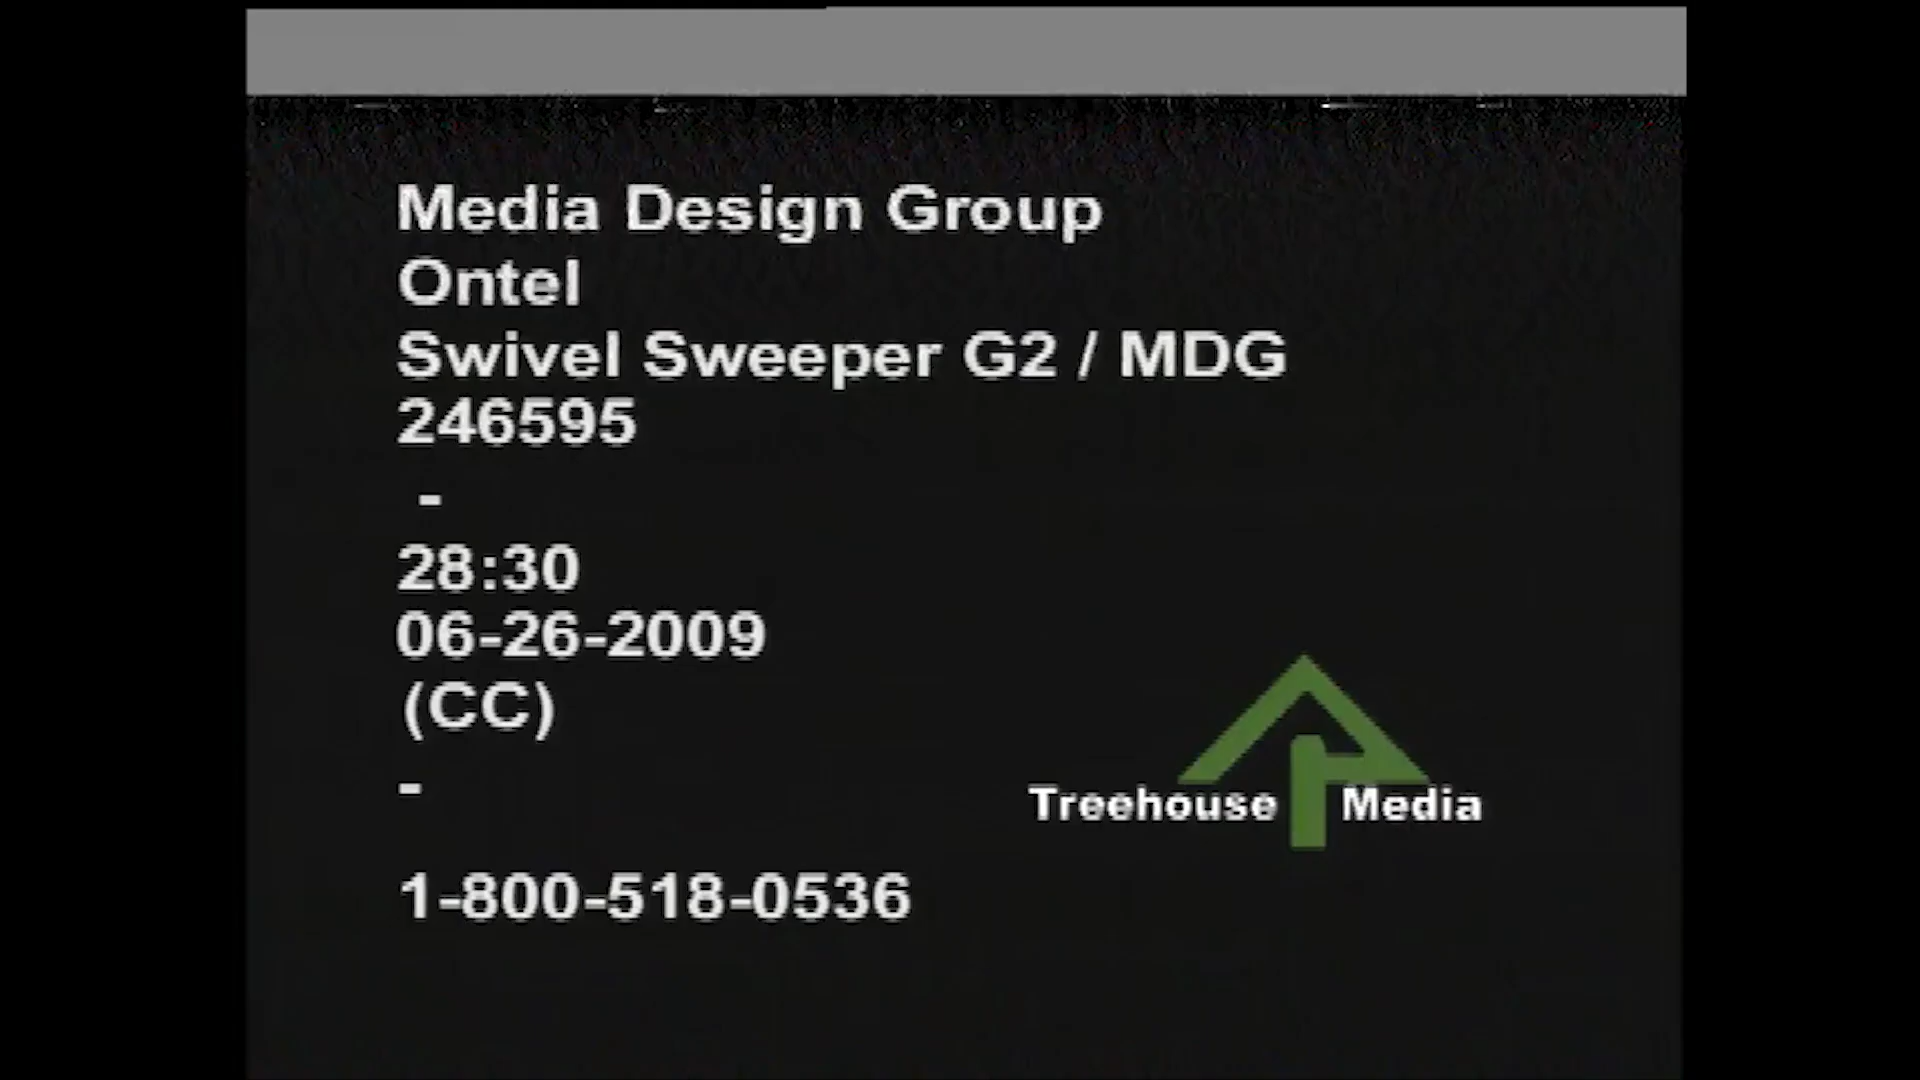 Media Design Group
Ontel
Swivel Sweeper G2 / MDG
246595
-
28:30
06-26-2009
(CC)
-
Treehouse Media
1-800-518-0536